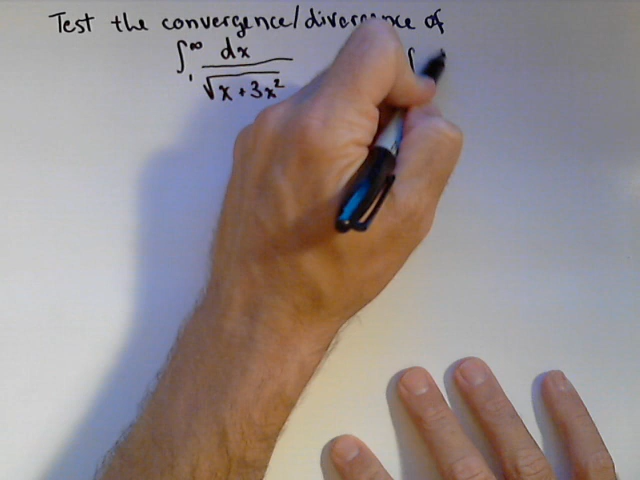 Test the convergence/divergence of
∫₁^∞ dx / √(x + 3x²) ∫